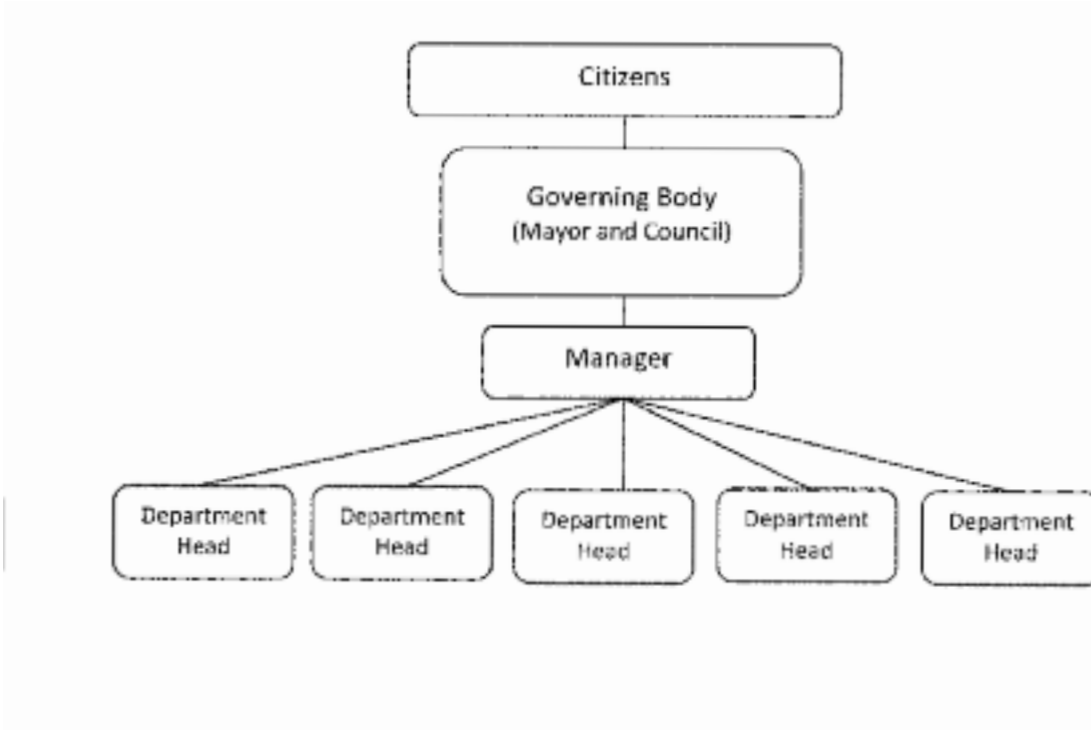 Citizens
Governing Body
(Mayor and Council)
Manager
Department
Head
Department
Head
Department
Head
Department
Head
Department
Head